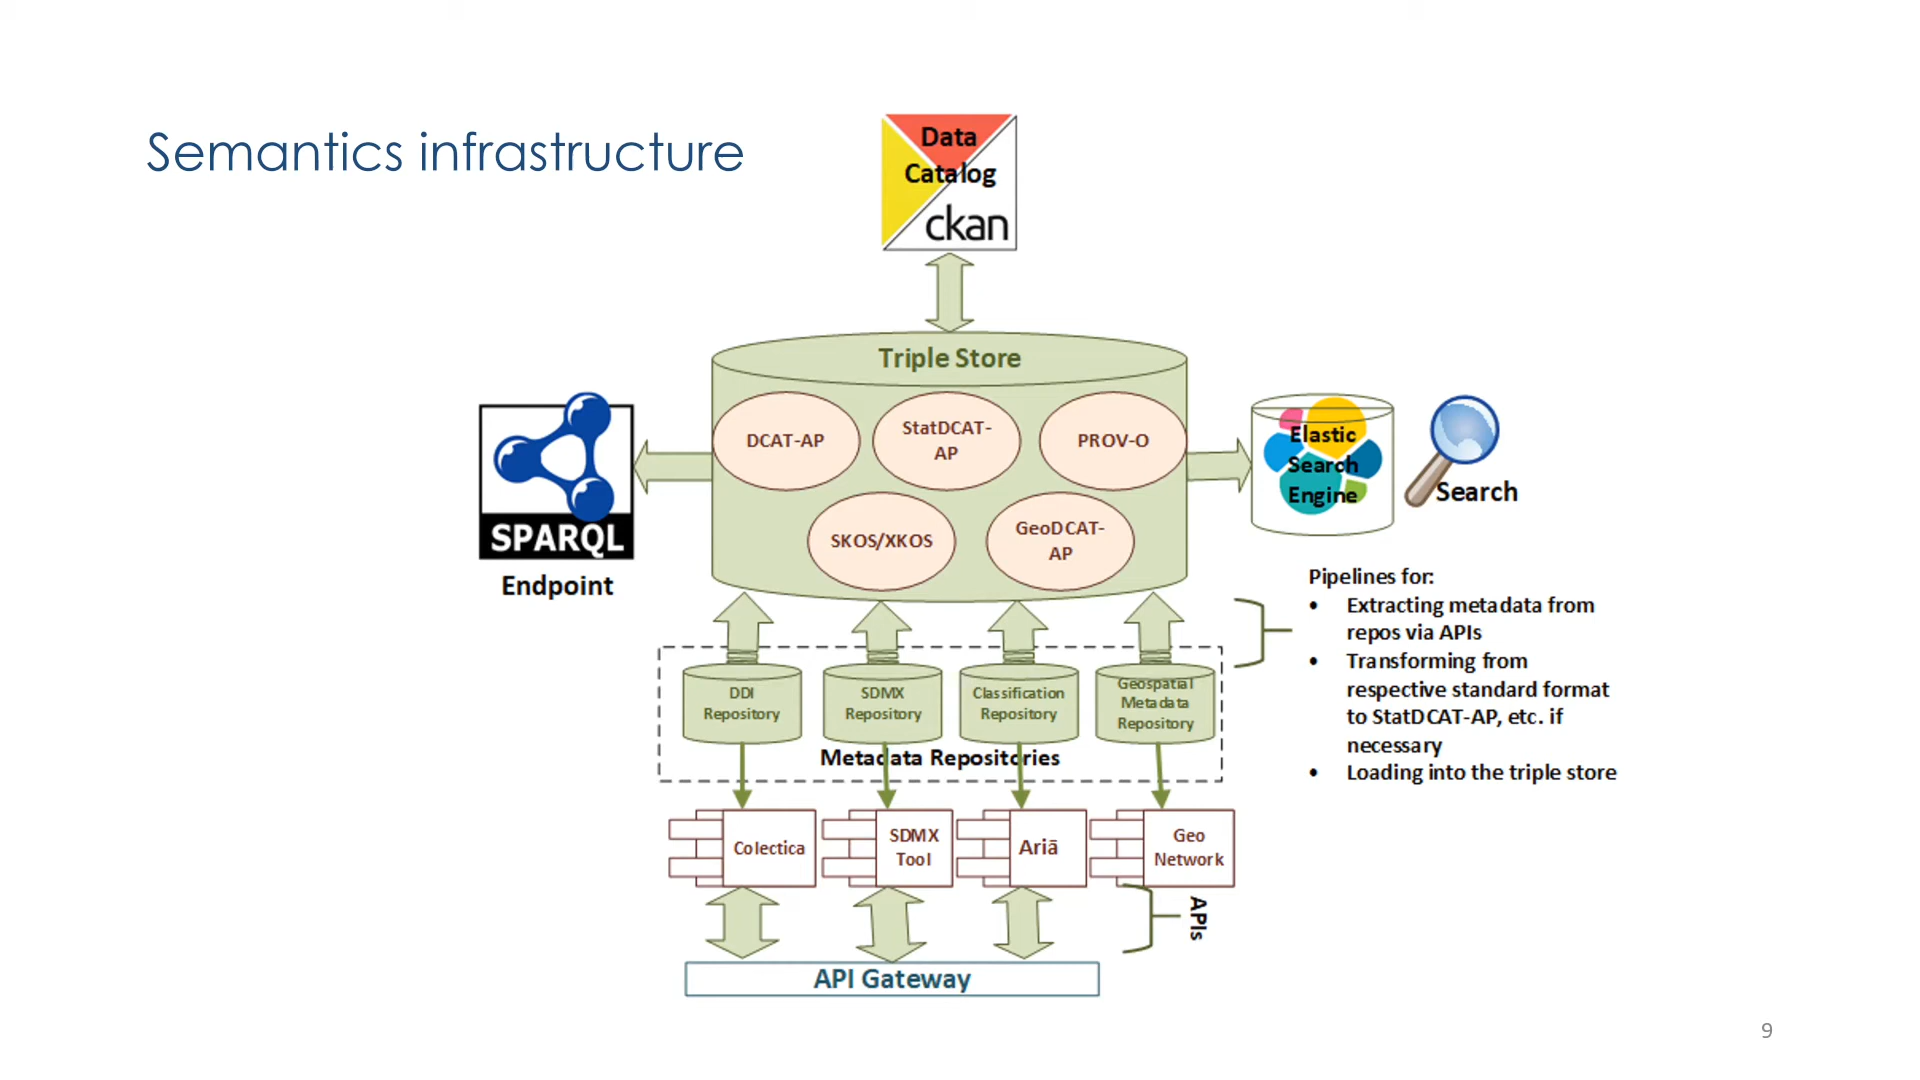 Semantics infrastructure
Data
Catalog
ckan
Triple Store
DCAT-AP
StatDCAT-
AP
PROV-O
SKOS/XKOS
GeoDCAT-
AP
SPARQL
Endpoint
Elastic
Search
Engine
Search
Pipelines for:
• Extracting metadata from
repos via APIs
• Transforming from
respective standard format
to StatDCAT-AP, etc. if
necessary
• Loading into the triple store
DDI
Repository
SDMX
Repository
Classification
Repository
Geospatial
Metadata
Repository
Metadata Repositories
Colectica
SDMX
Tool
Ariā
Geo
Network
APIs
API Gateway
9